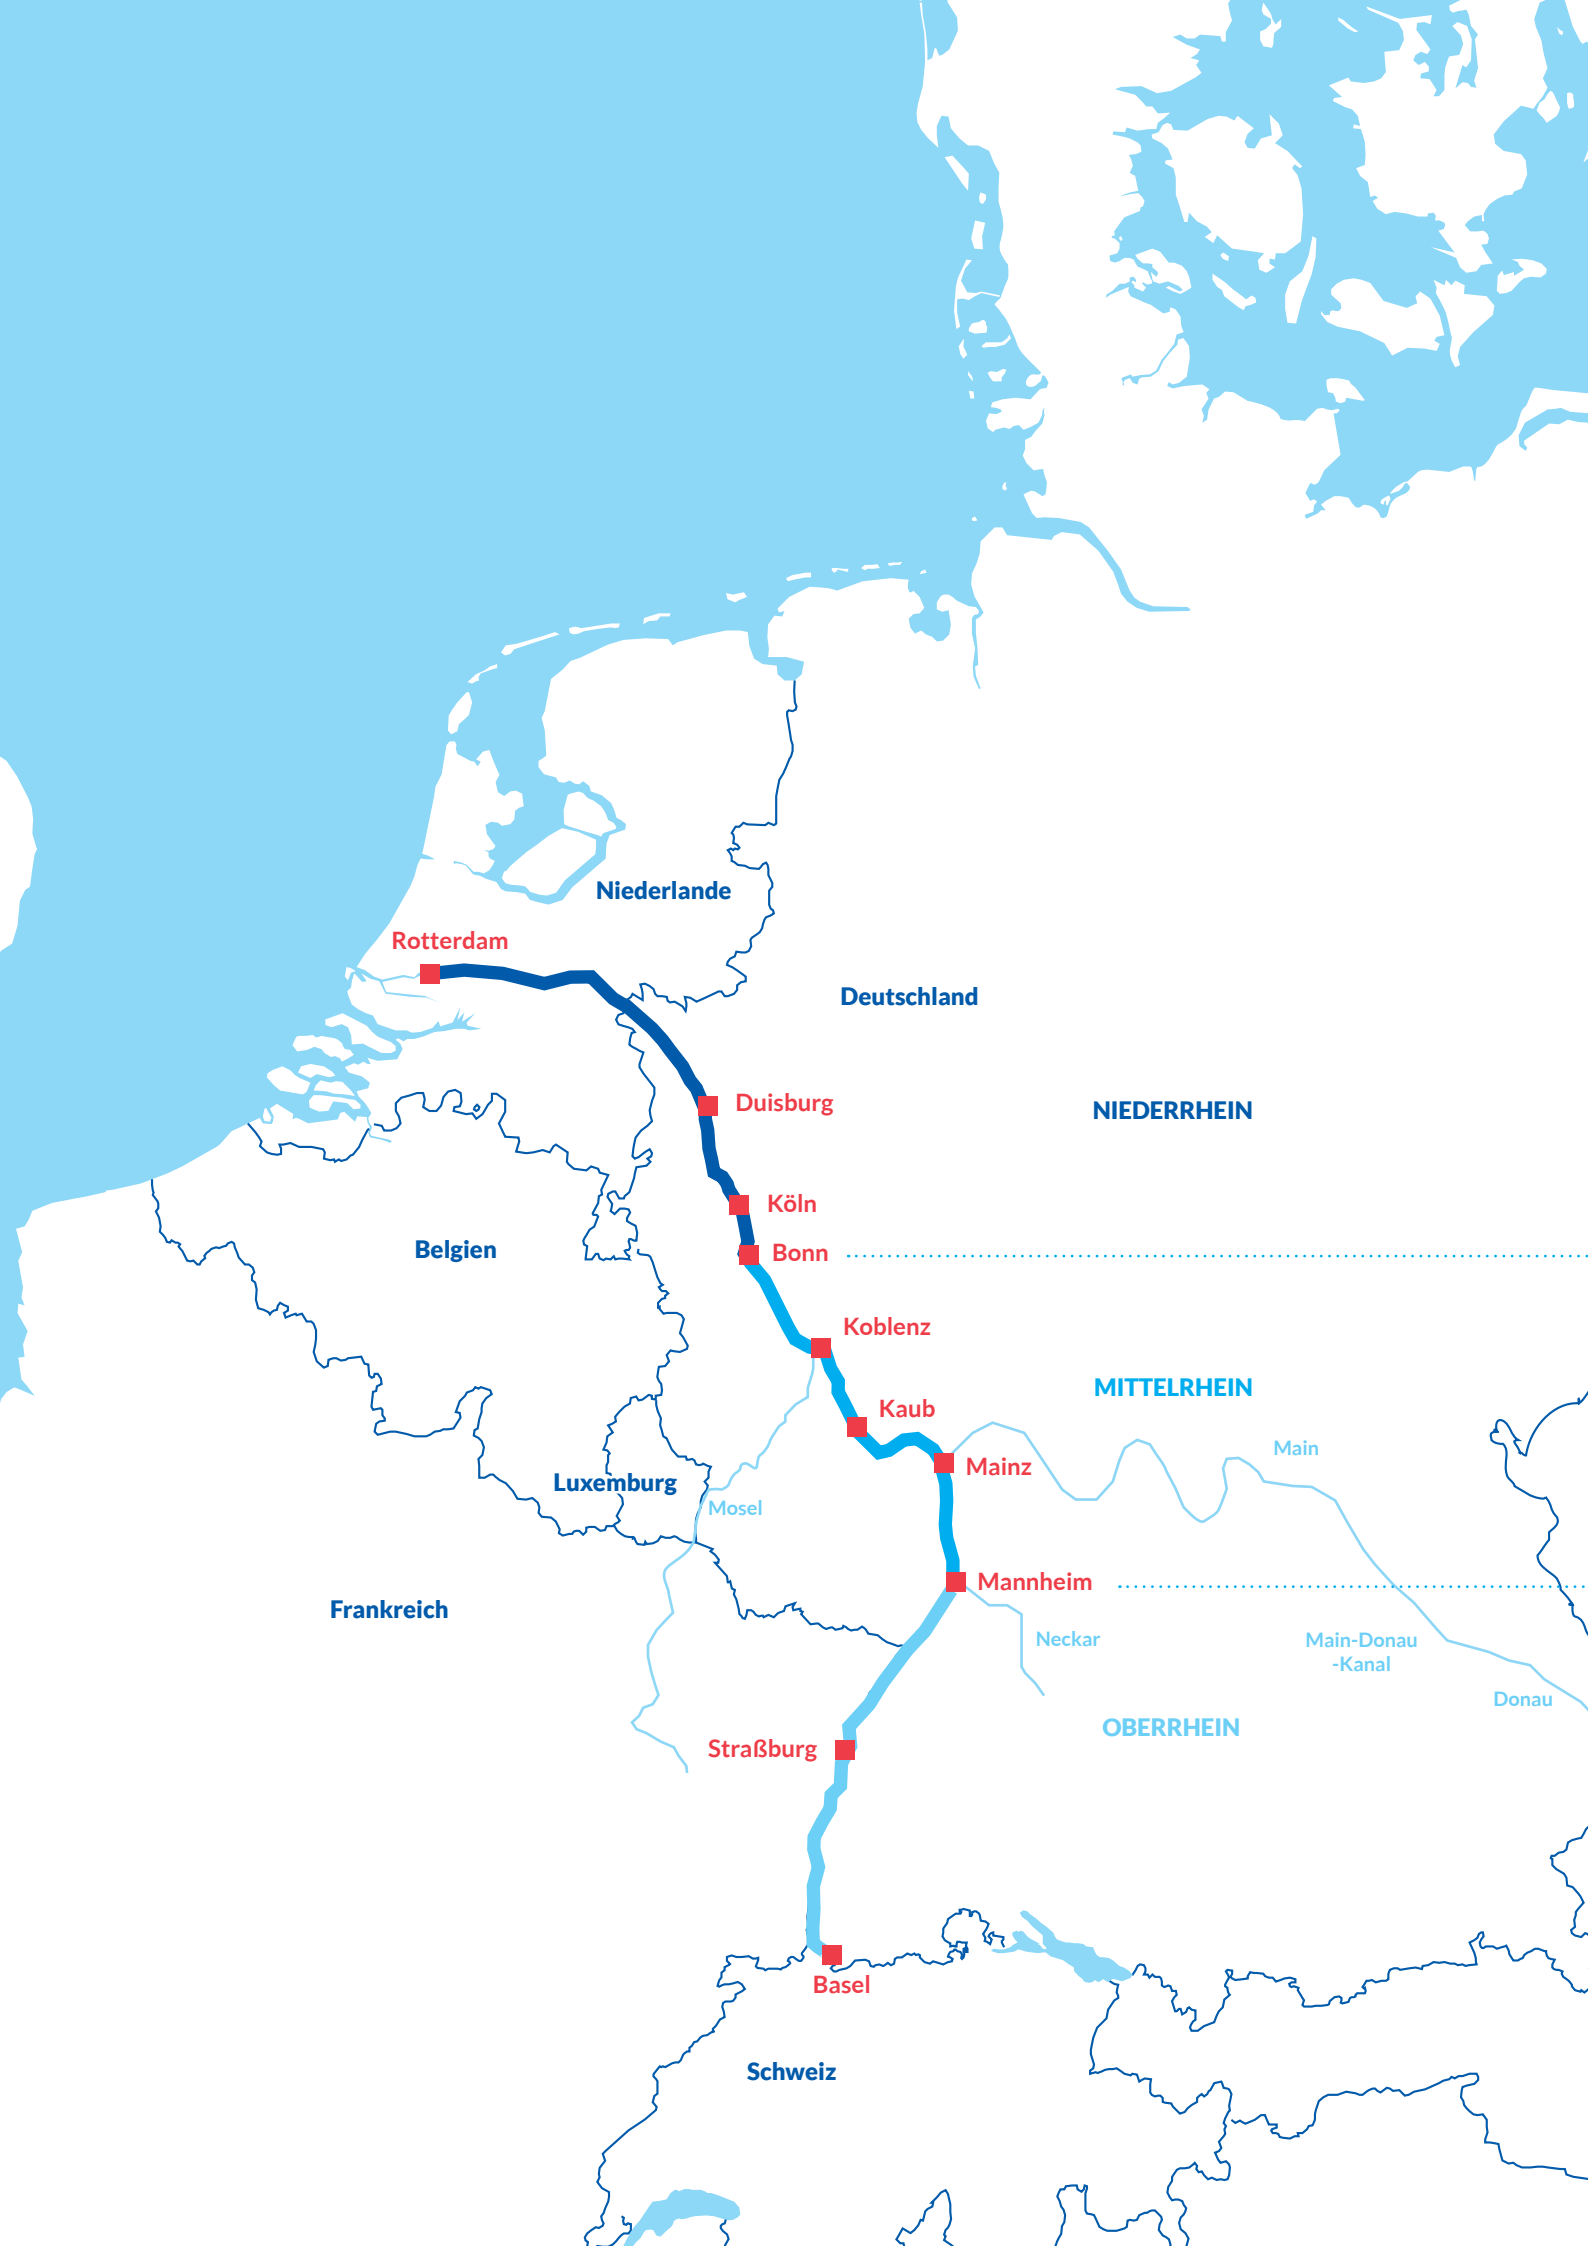 Niederlande
Rotterdam
Deutschland
Duisburg
NIEDERRHEIN
Köln
Belgien
Bonn
Koblenz
MITTELRHEIN
Kaub
Main
Mainz
Luxemburg
Mosel
Mannheim
Frankreich
Neckar
Main-Donau
-Kanal
Donau
OBERRHEIN
Straßburg
Basel
Schweiz